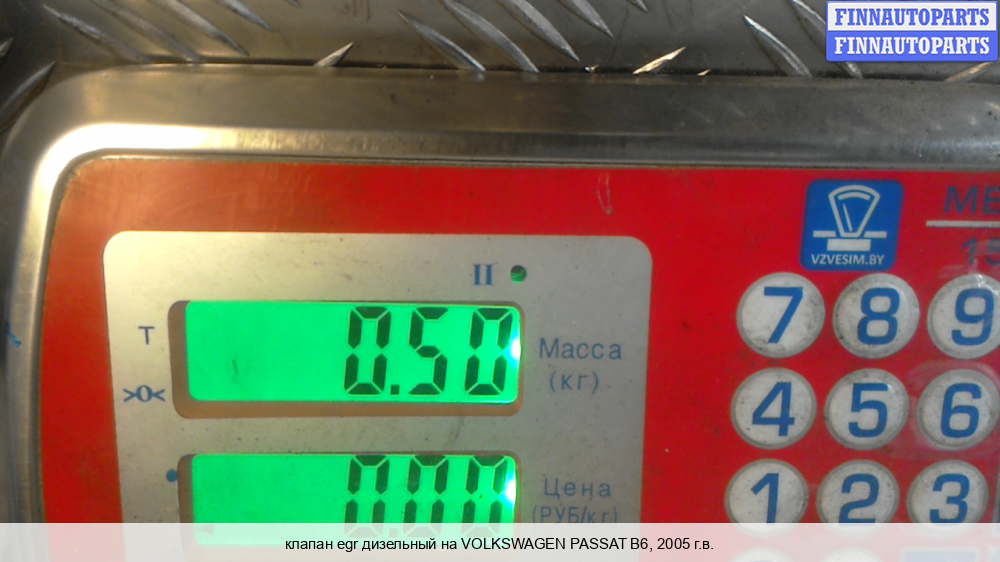 FINNAUTOPARTS
FINNAUTOPARTS
VZVESIM.BY
II
T
0.50
Масса
(кг)
>0<
7 8 9
4 5 6
0.00
Цена
(РУБ/кг)
1 2 3
клапан egr дизельный на VOLKSWAGEN PASSAT B6, 2005 г.в.